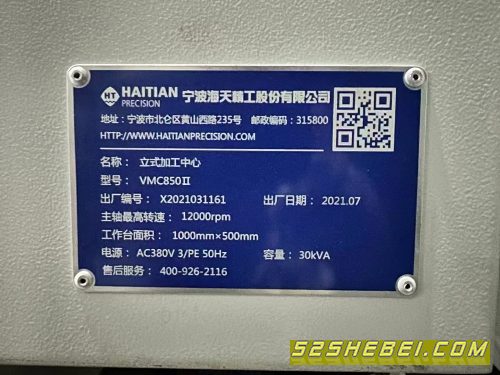 HT HAITIAN PRECISION 宁波海天精工股份有限公司
地址：宁波市北仑区黄山西路235号 邮政编码：315800
HTTP://WWW.HAITIANPRECISION.COM
名称： 立式加工中心
型号： VMC850Ⅱ
出厂编号： X2021031161 出厂日期： 2021.07
主轴最高转速： 12000rpm
工作台面积： 1000mm×500mm
电源： AC380V 3/PE 50Hz 容量： 30kVA
售后服务： 400-926-2116
52SHEBEI.COM